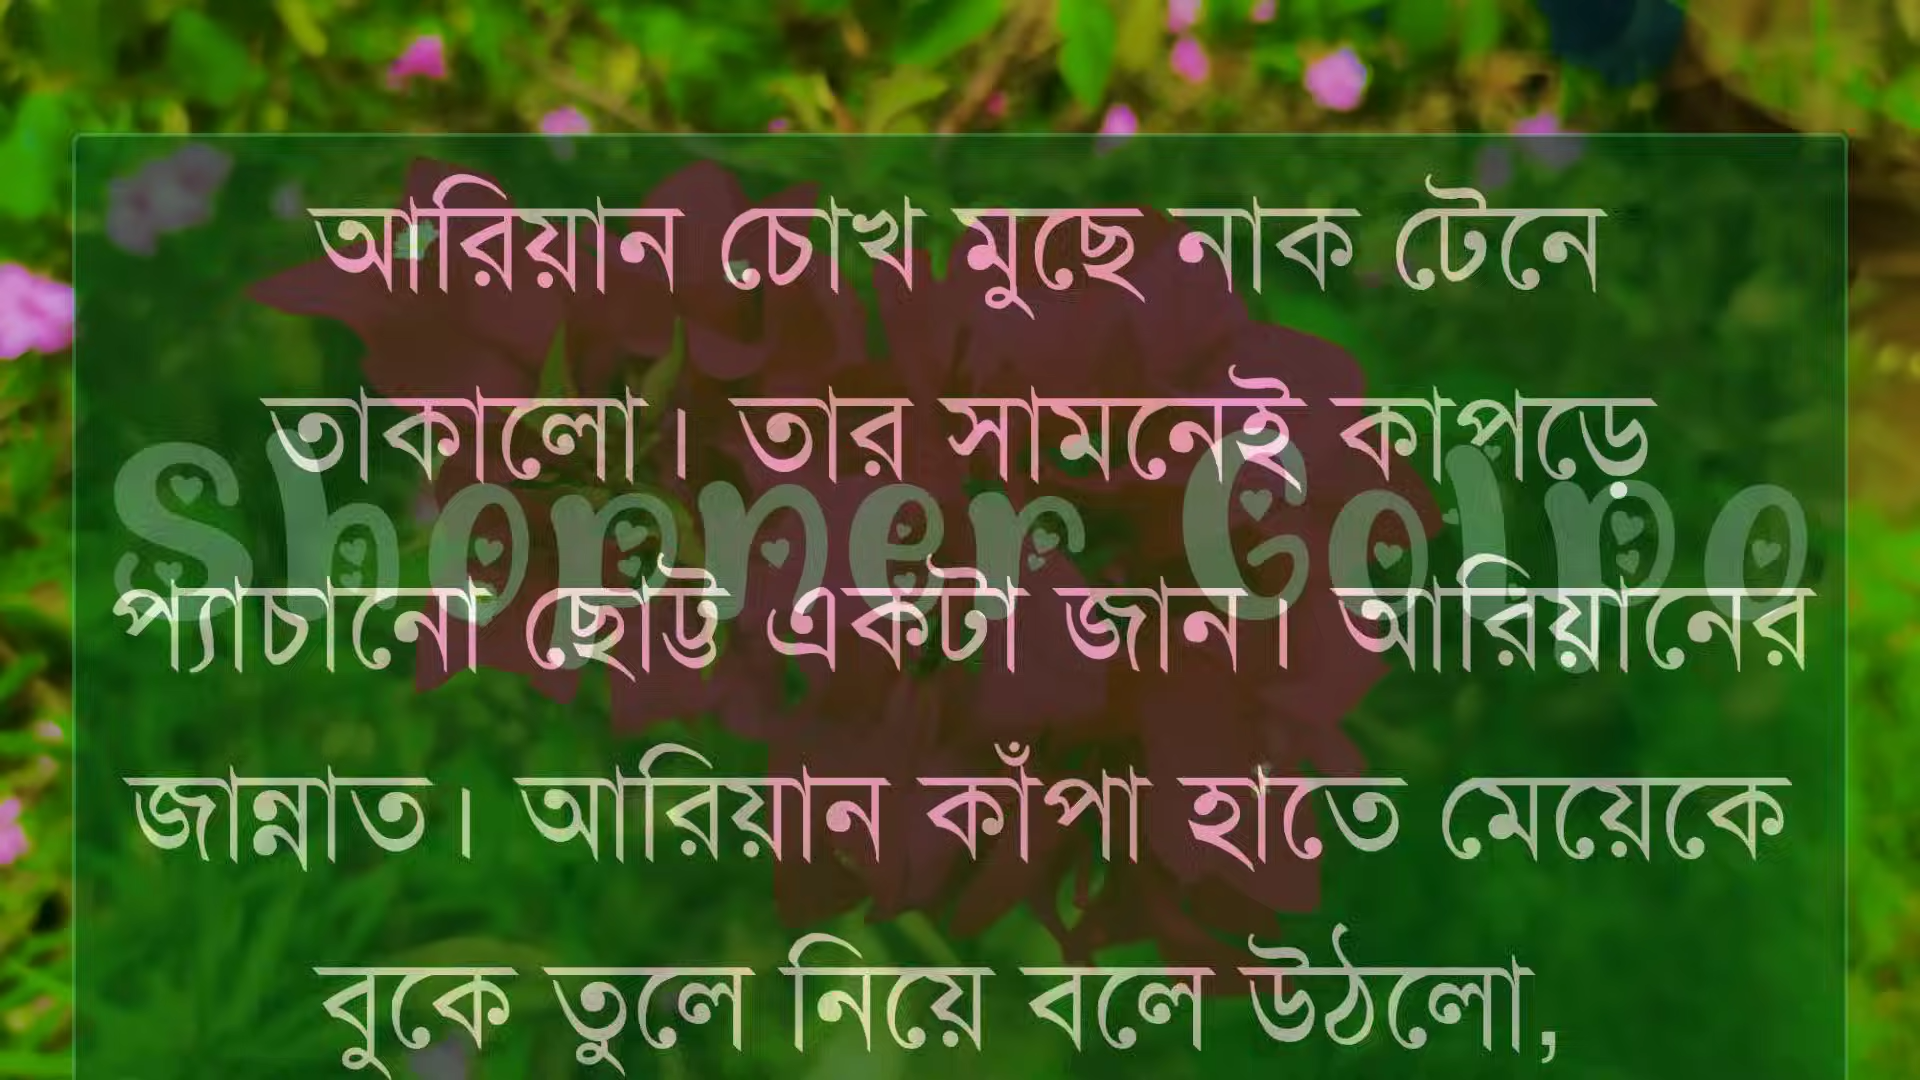 আরিয়ান চোখ মুছে নাক টেনে
তাকালো। তার সামনেই কাপড়ে
Shopner Golpo
প্যাচানো ছোট্ট একটা জান। আরিয়ানের
জান্নাত। আরিয়ান কাঁপা হাতে মেয়েকে
বুকে তুলে নিয়ে বলে উঠলো,